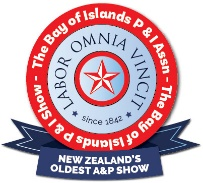 The Bay of Islands P & I Assn -
The Bay of Islands P & I Show -
LABOR OMNIA VINCIT
* since 1842 *
NEW ZEALAND'S
OLDEST A&P SHOW